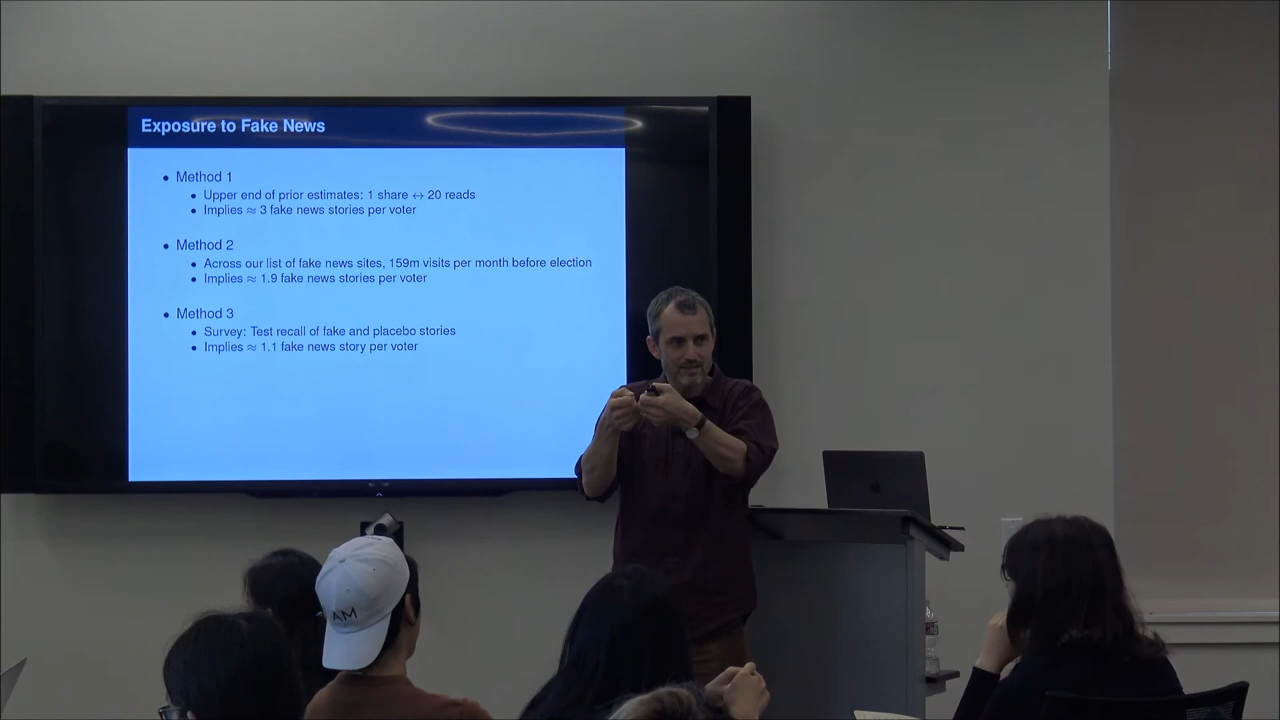 Exposure to Fake News
• Method 1
• Upper end of prior estimates: 1 share ↔ 20 reads
• Implies ≈ 3 fake news stories per voter
• Method 2
• Across our list of fake news sites, 159m visits per month before election
• Implies ≈ 1.9 fake news stories per voter
• Method 3
• Survey: Test recall of fake and placebo stories
• Implies ≈ 1.1 fake news story per voter
AM